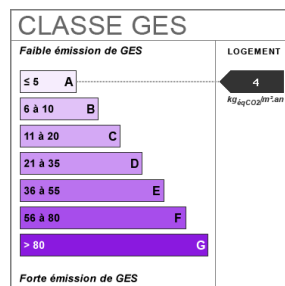 CLASSE GES
Faible émission de GES LOGEMENT
≤ 5 A 4
kgéqCO2/m².an
6 à 10 B
11 à 20 C
21 à 35 D
36 à 55 E
56 à 80 F
> 80 G
Forte émission de GES